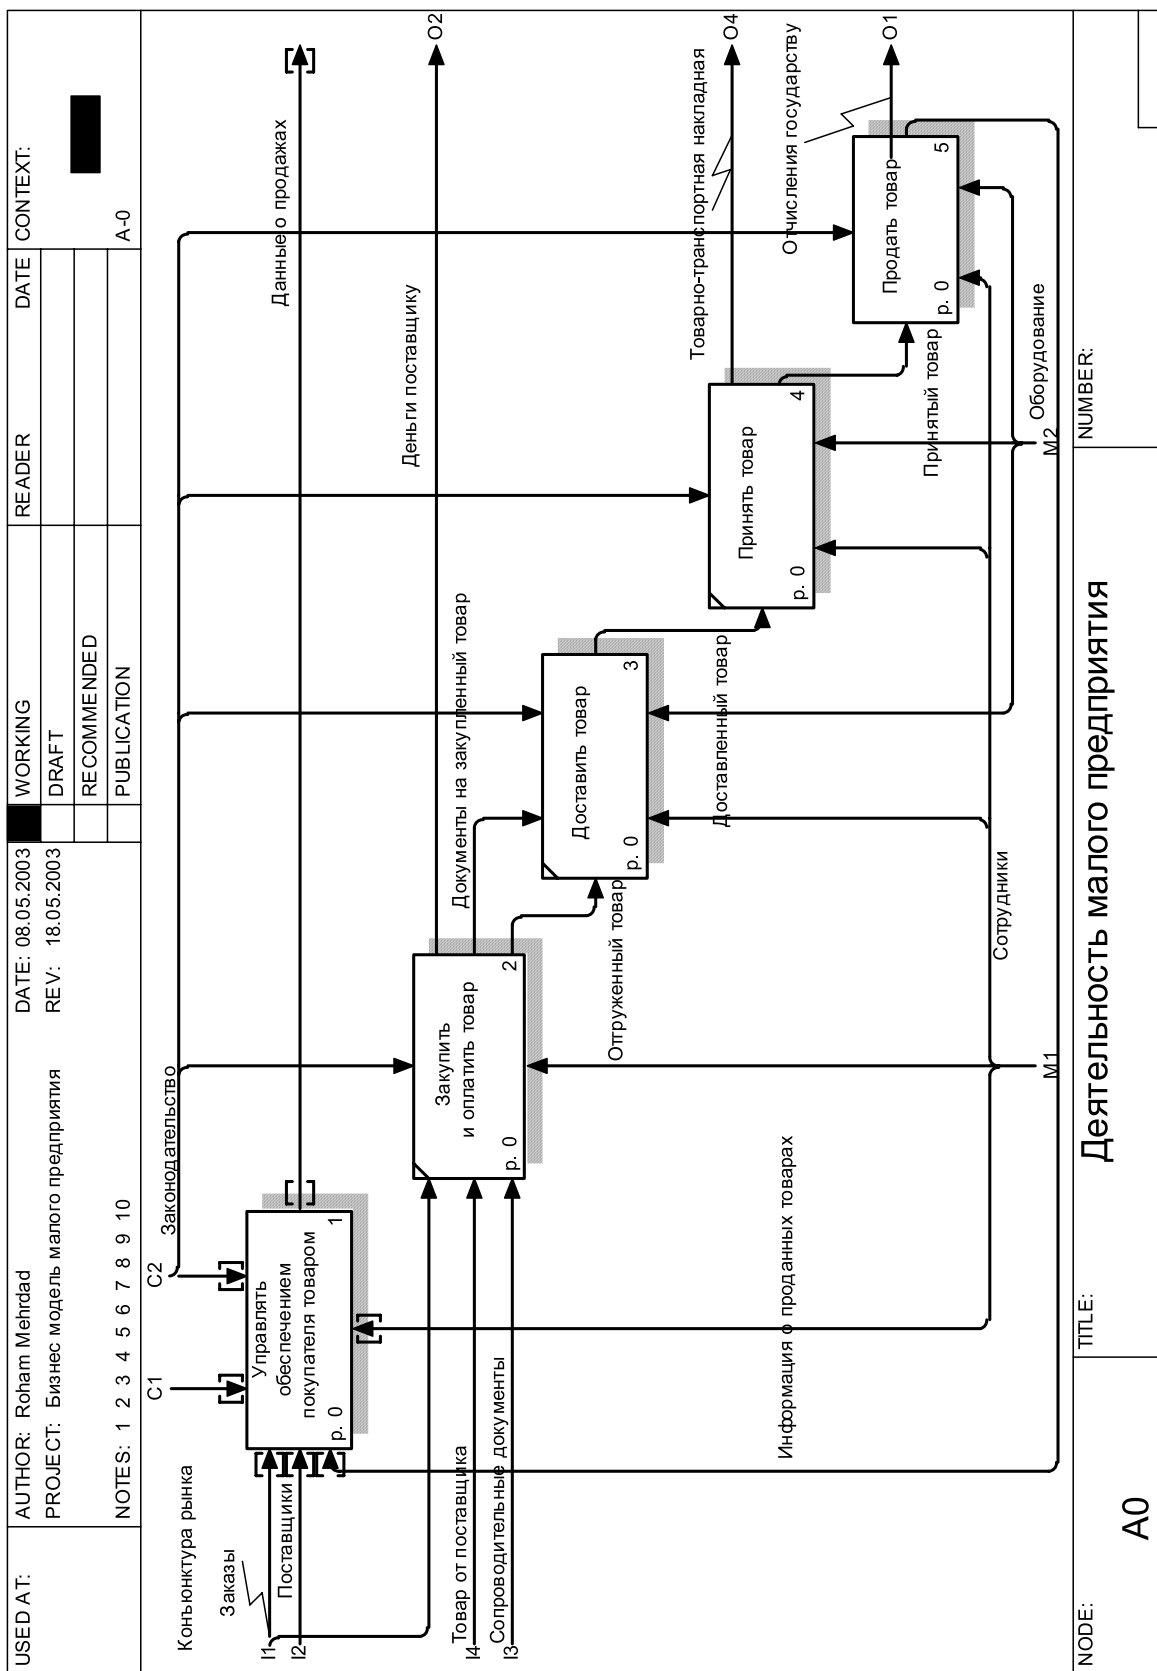 USED AT:
AUTHOR: Roham Mehrdad
PROJECT: Бизнес модель малого предприятия
NOTES: 1 2 3 4 5 6 7 8 9 10
DATE: 08.05.2003
REV: 18.05.2003
WORKING
DRAFT
RECOMMENDED
PUBLICATION
READER
DATE
CONTEXT:
A-0
C1
C2
Законодательство
Конъюнктура рынка
Заказы
Поставщики
I1
I2
Управлять
обеспечением
покупателя товаром
р. 0
1
Данные о продажах
Товар от поставщика
I4
Сопроводительные документы
I3
Закупить
и оплатить товар
р. 0
2
Деньги поставщику
O2
Документы на закупленный товар
Отгруженный товар
Доставить товар
р. 0
3
Доставленный товар
Принять товар
р. 0
4
Товарно-транспортная накладная
O4
Принятый товар
Продать товар
р. 0
5
Отчисления государству
O1
Информация о проданных товарах
Сотрудники
M1
Оборудование
M2
NODE:
A0
TITLE:
Деятельность малого предприятия
NUMBER: